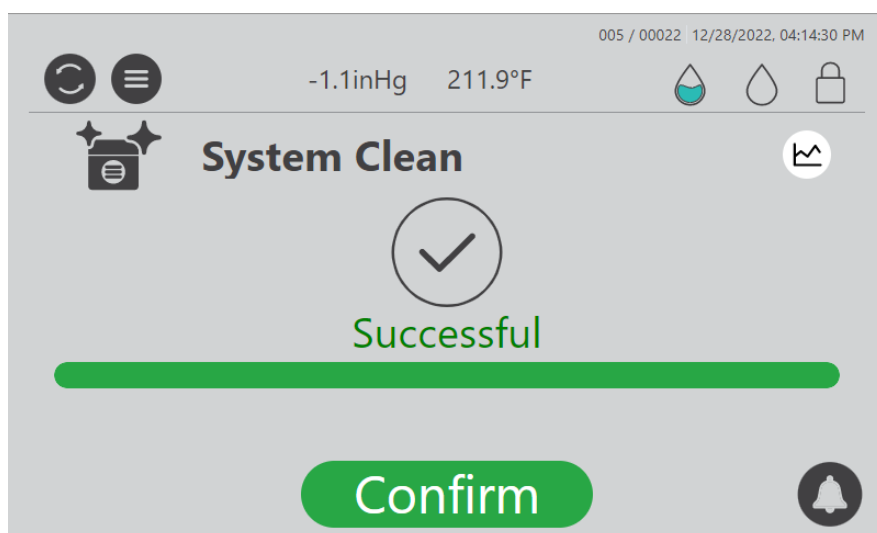 005 / 00022 12/28/2022, 04:14:30 PM
-1.1inHg 211.9°F
System Clean
Successful
Confirm